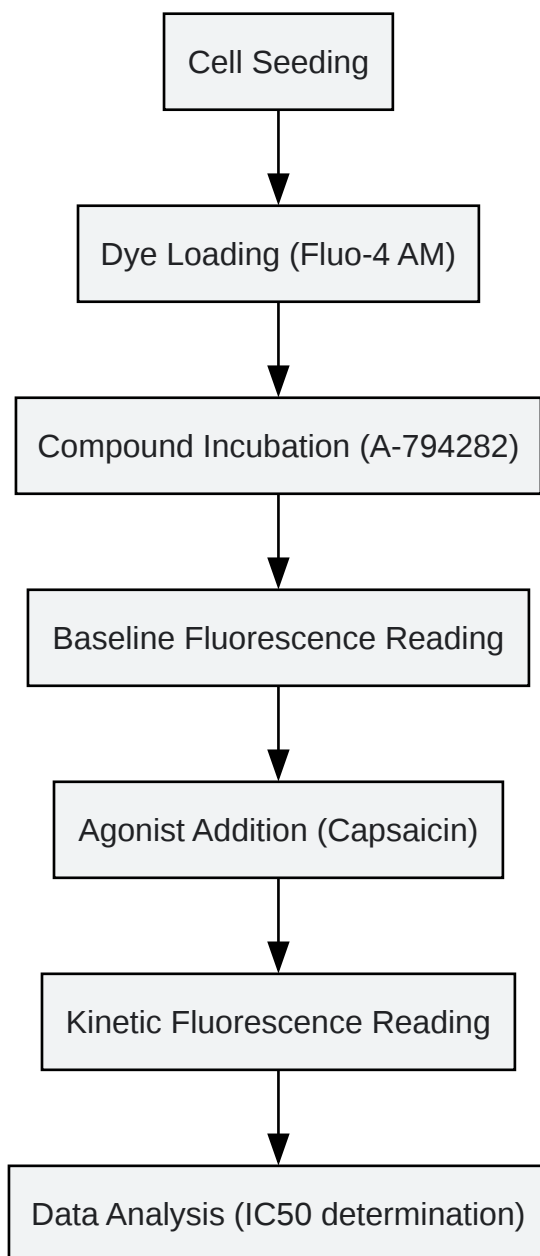 Cell Seeding
Dye Loading (Fluo-4 AM)
Compound Incubation (A-794282)
Baseline Fluorescence Reading
Agonist Addition (Capsaicin)
Kinetic Fluorescence Reading
Data Analysis (IC50 determination)